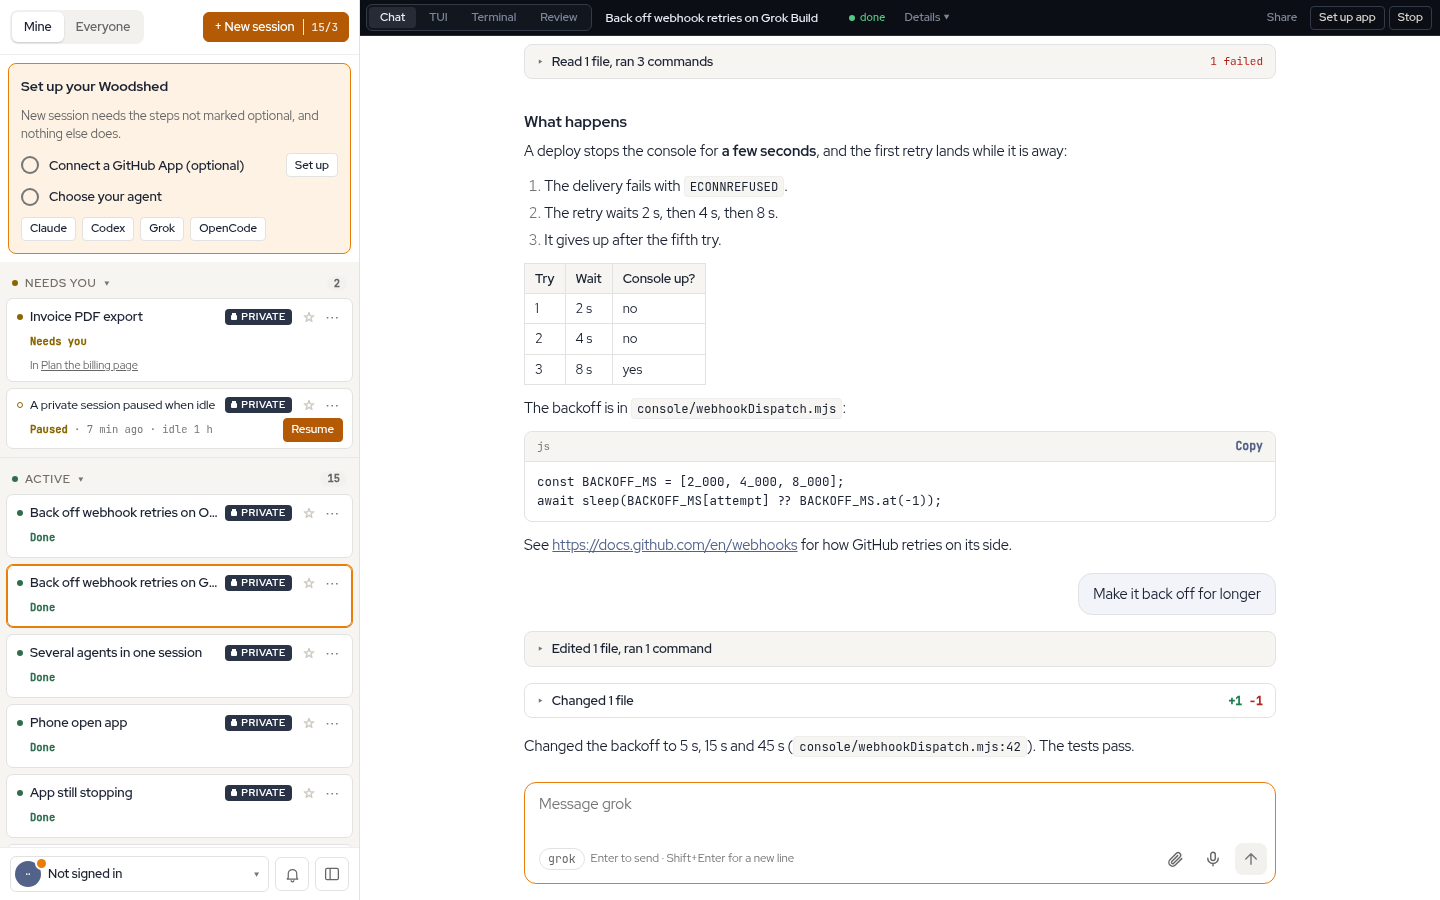 Mine
Everyone
+ New session
15/3
Set up your Woodshed
New session needs the steps not marked optional, and
nothing else does.
Connect a GitHub App (optional)
Set up
Choose your agent
Claude
Codex
Grok
OpenCode
NEEDS YOU
2
Invoice PDF export
PRIVATE
Needs you
In Plan the billing page
A private session paused when idle
PRIVATE
Paused · 7 min ago · idle 1 h
Resume
ACTIVE
15
Back off webhook retries on O...
PRIVATE
Done
Back off webhook retries on G...
PRIVATE
Done
Several agents in one session
PRIVATE
Done
Phone open app
PRIVATE
Done
App still stopping
PRIVATE
Done
Not signed in
Chat
TUI
Terminal
Review
Back off webhook retries on Grok Build
done
Details
Share
Set up app
Stop
Read 1 file, ran 3 commands
1 failed
What happens
A deploy stops the console for a few seconds, and the first retry lands while it is away:
1. The delivery fails with ECONNREFUSED.
2. The retry waits 2 s, then 4 s, then 8 s.
3. It gives up after the fifth try.
Try Wait Console up?
1 2 s no
2 4 s no
3 8 s yes
The backoff is in console/webhookDispatch.mjs:
js
Copy
const BACKOFF_MS = [2_000, 4_000, 8_000];
await sleep(BACKOFF_MS[attempt] ?? BACKOFF_MS.at(-1));
See https://docs.github.com/en/webhooks for how GitHub retries on its side.
Make it back off for longer
Edited 1 file, ran 1 command
Changed 1 file
+1 -1
Changed the backoff to 5 s, 15 s and 45 s (console/webhookDispatch.mjs:42). The tests pass.
Message grok
grok
Enter to send · Shift+Enter for a new line